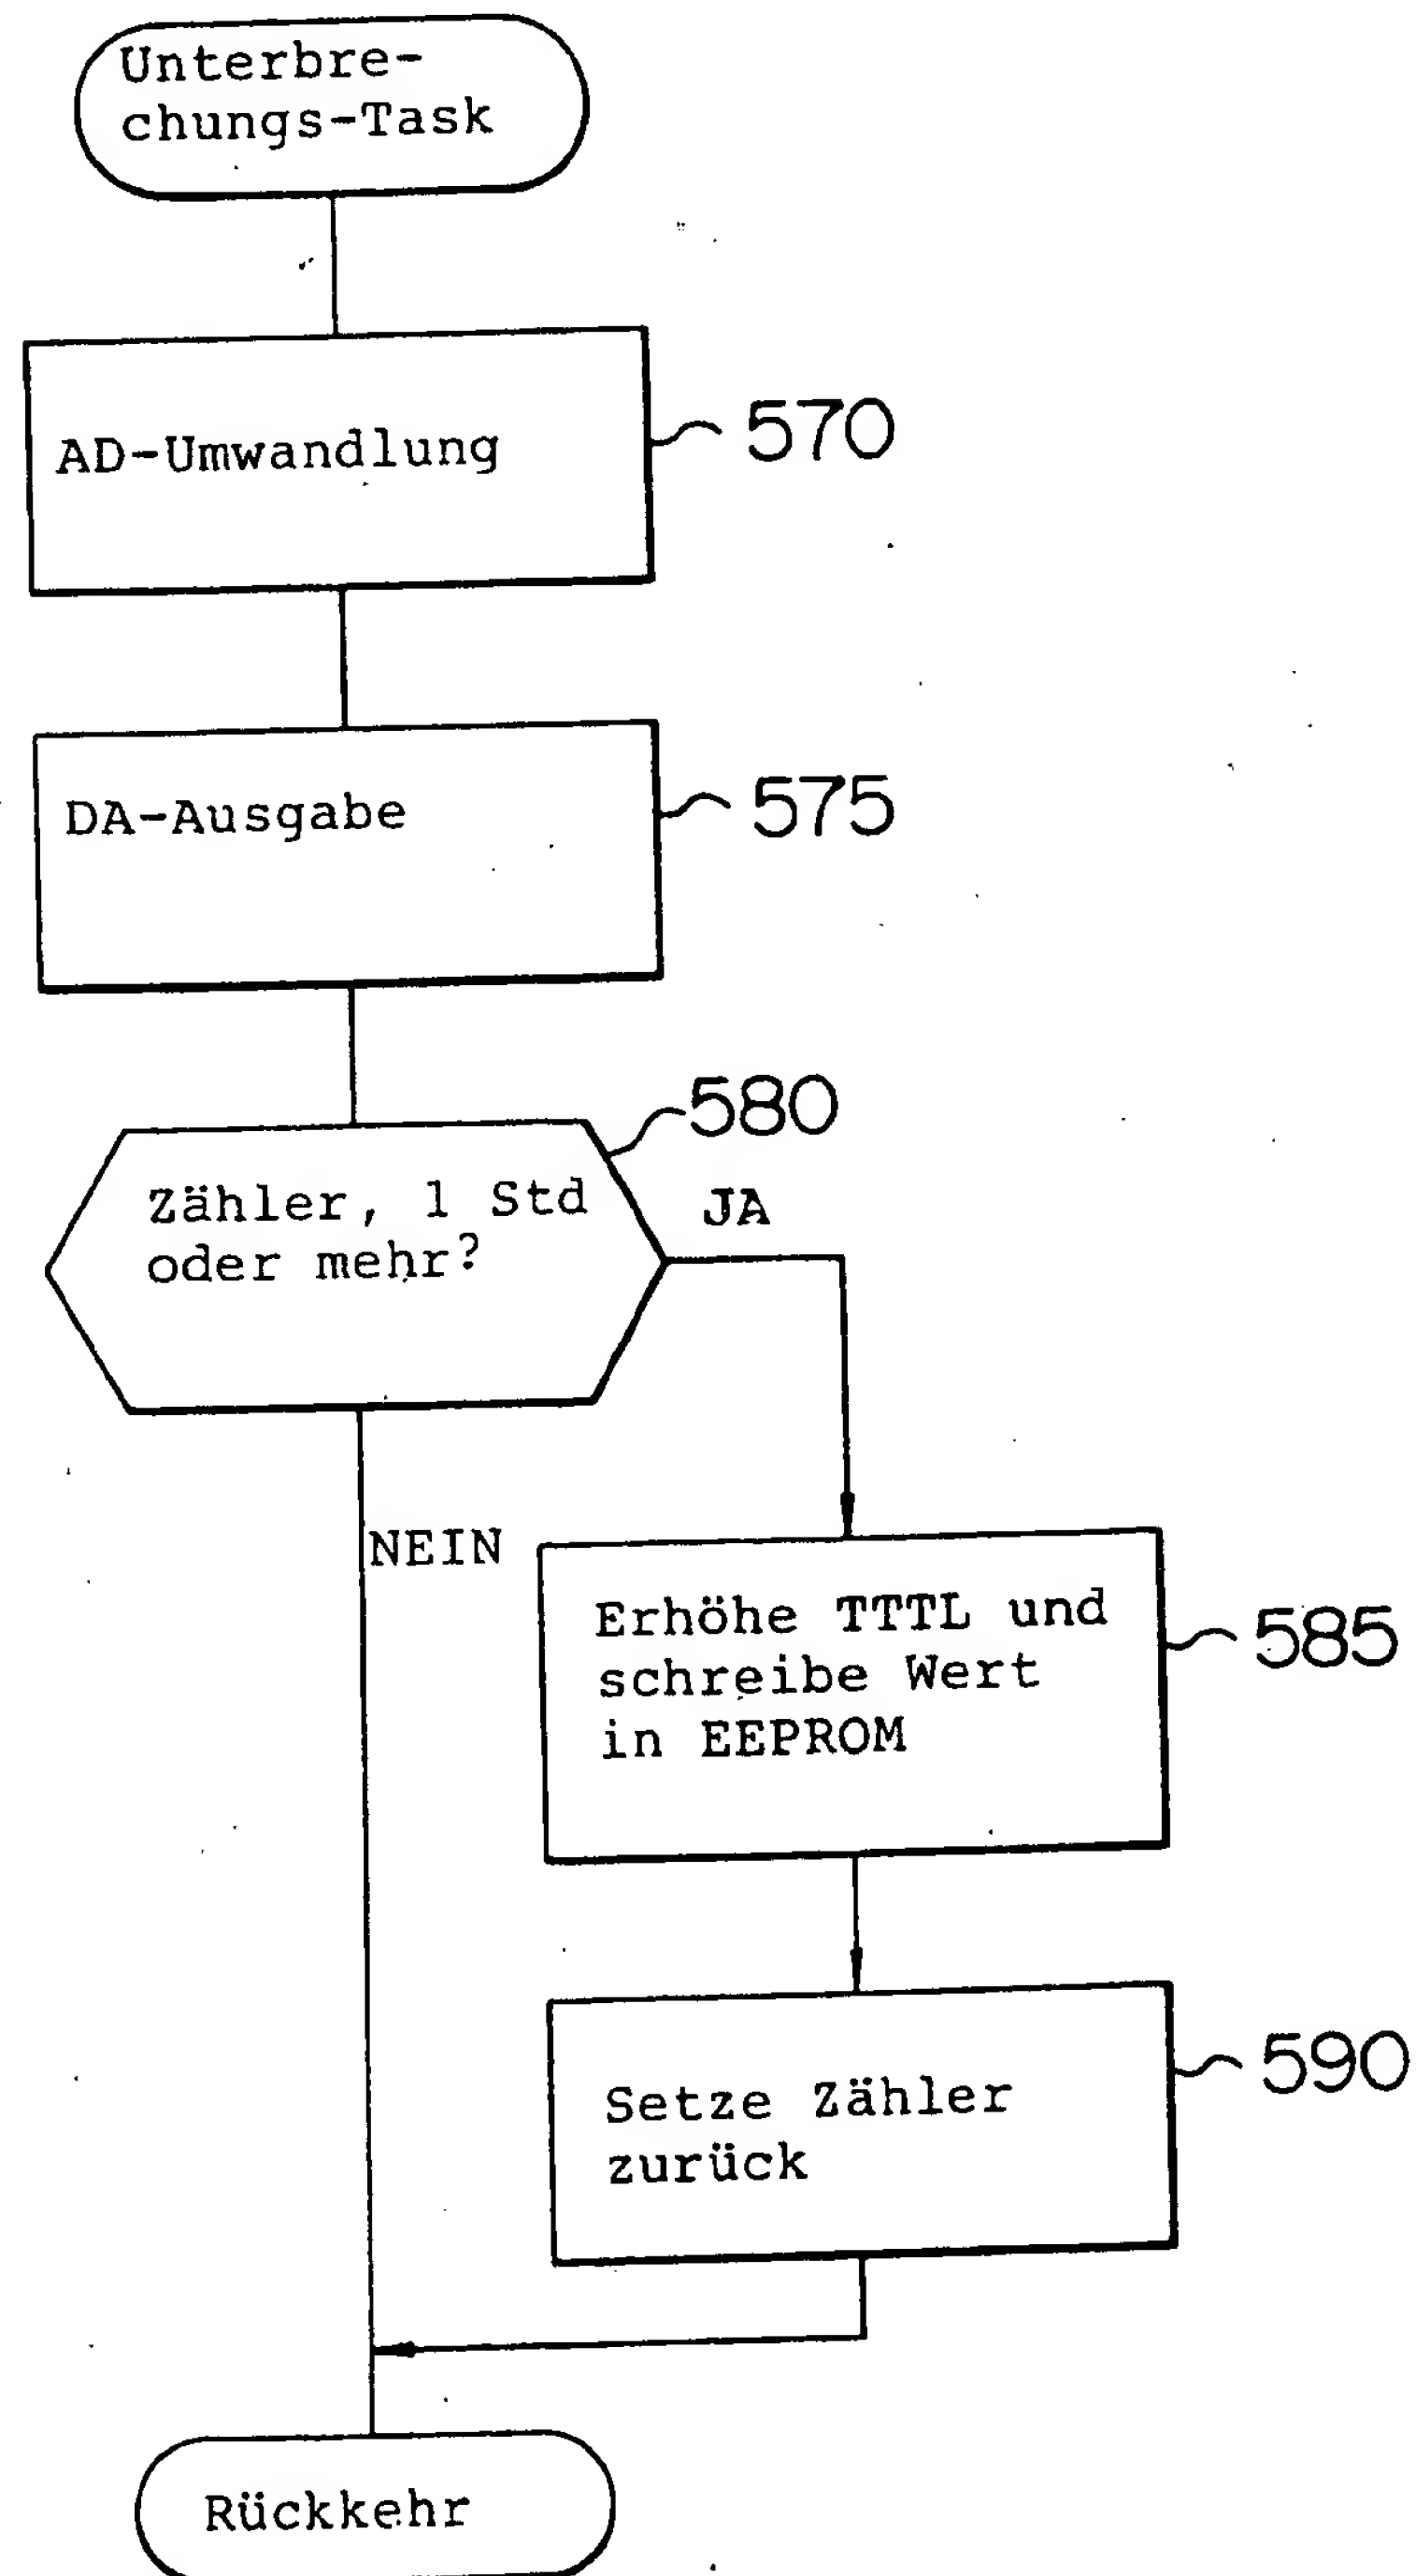 Unterbre-
chungs-Task
AD-Umwandlung
570
DA-Ausgabe
575
580
Zähler, 1 Std
oder mehr?
JA
NEIN
Erhöhe TTTL und
schreibe Wert
in EEPROM
585
Setze Zähler
zurück
590
Rückkehr